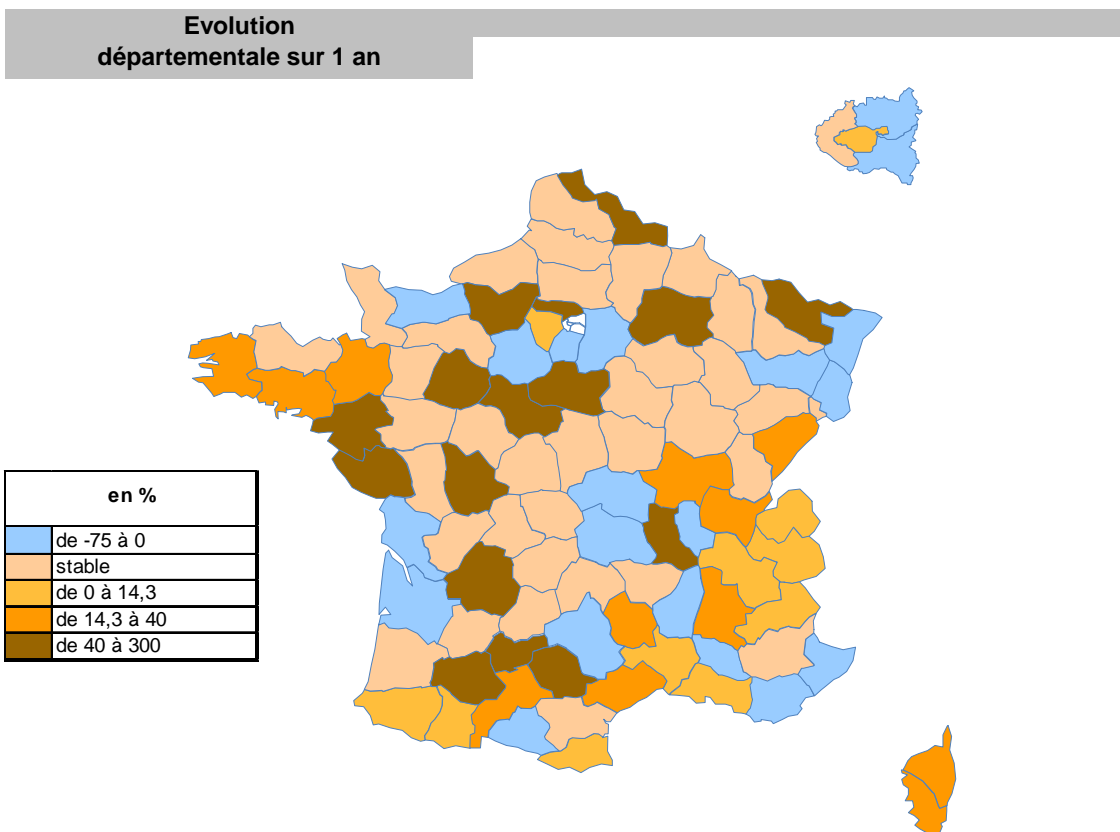 Evolution
départementale sur 1 an
en %
de -75 à 0
stable
de 0 à 14,3
de 14,3 à 40
de 40 à 300